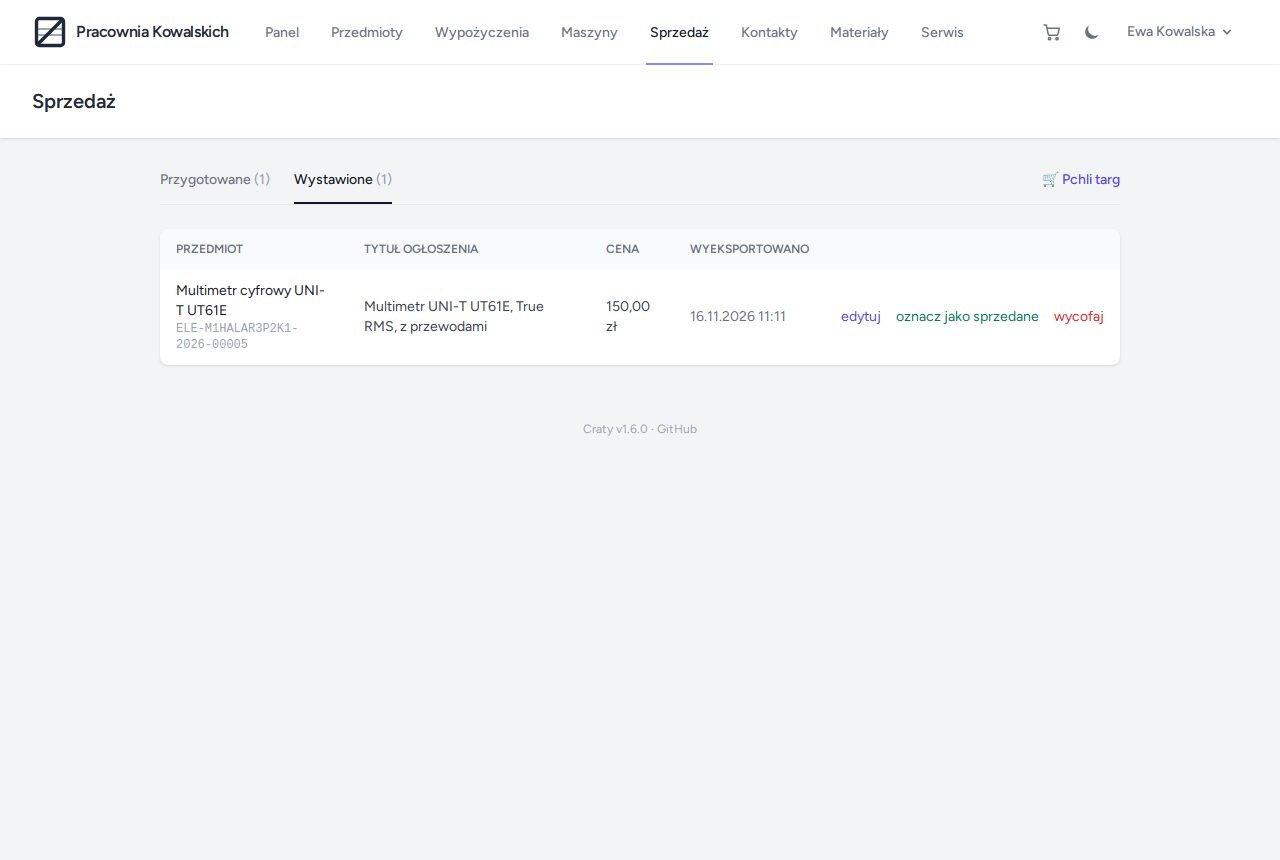 Pracownia Kowalskich Panel Przedmioty Wypożyczenia Maszyny Sprzedaż Kontakty Materiały Serwis Ewa Kowalska
Sprzedaż
Przygotowane (1) Wystawione (1) Pchli targ
PRZEDMIOT TYTUŁ OGŁOSZENIA CENA WYEKSPORTOWANO
Multimetr cyfrowy UNI-
T UT61E
ELE-M1HALAR3P2K1-
2026-00005
Multimetr UNI-T UT61E, True
RMS, z przewodami
150,00
zł
16.11.2026 11:11
edytuj oznacz jako sprzedane wycofaj
Craty v1.6.0 · GitHub